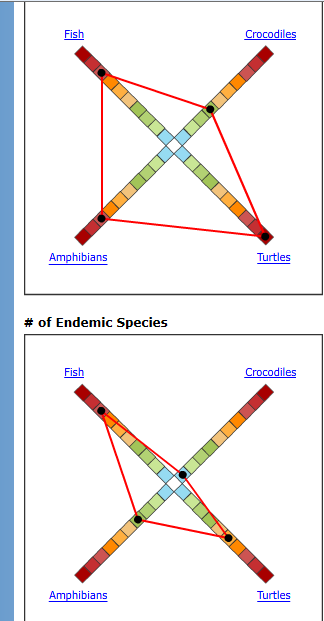 Fish Crocodiles
Amphibians Turtles
# of Endemic Species
Fish Crocodiles
Amphibians Turtles